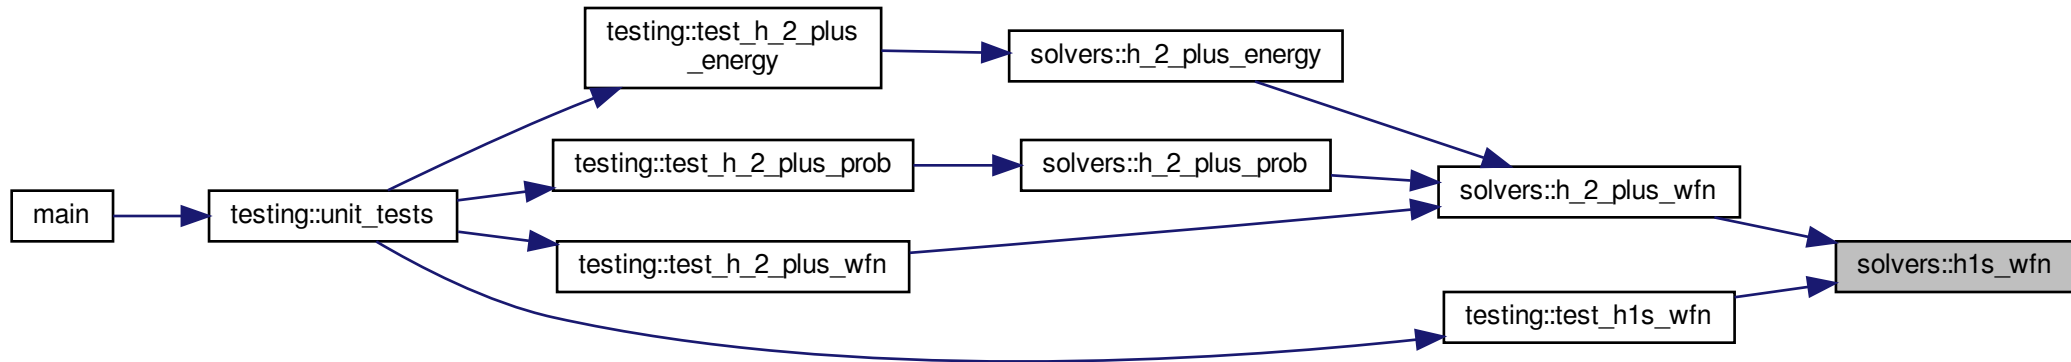 testing::test_h_2_plus
_energy
solvers::h_2_plus_energy
testing::test_h_2_plus_prob
solvers::h_2_plus_prob
solvers::h_2_plus_wfn
main
testing::unit_tests
testing::test_h_2_plus_wfn
solvers::h1s_wfn
testing::test_h1s_wfn